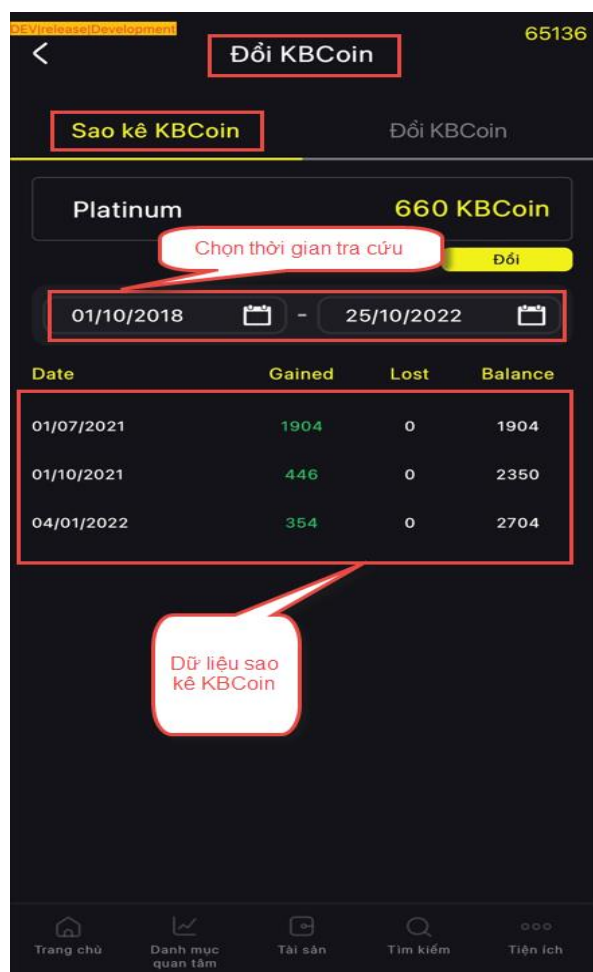 DEV|release|Development
65136
Đổi KBCoin
Sao kê KBCoin
Đổi KBCoin
Platinum
660 KBCoin
Chọn thời gian tra cứu
Đổi
01/10/2018 - 25/10/2022
Date Gained Lost Balance
01/07/2021 1904 0 1904
01/10/2021 446 0 2350
04/01/2022 354 0 2704
Dữ liệu sao
kê KBCoin
Trang chủ
Danh mục
quan tâm
Tài sản
Tìm kiếm
Tiện ích